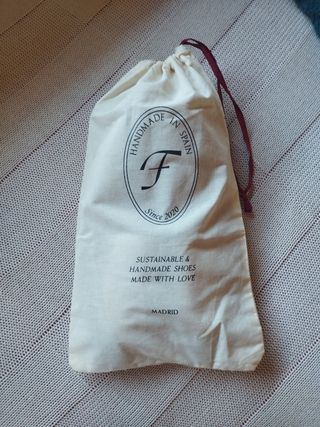 HANDMADE IN SPAIN
F
Since 2020
SUSTAINABLE &
HANDMADE SHOES
MADE WITH LOVE
MADRID